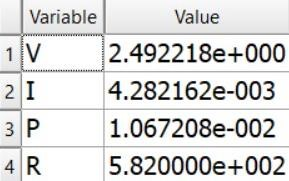 Variable Value
1 V 2.492218e+000
2 I 4.282162e-003
3 P 1.067208e-002
4 R 5.820000e+002